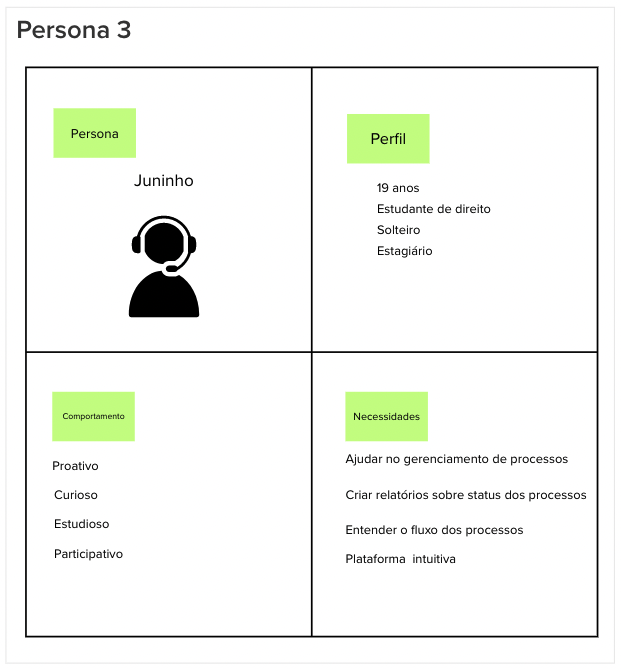 Persona 3
Persona
Juninho
Perfil
19 anos
Estudante de direito
Solteiro
Estagiário
Comportamento
Proativo
Curioso
Estudioso
Participativo
Necessidades
Ajudar no gerenciamento de processos
Criar relatórios sobre status dos processos
Entender o fluxo dos processos
Plataforma  intuitiva